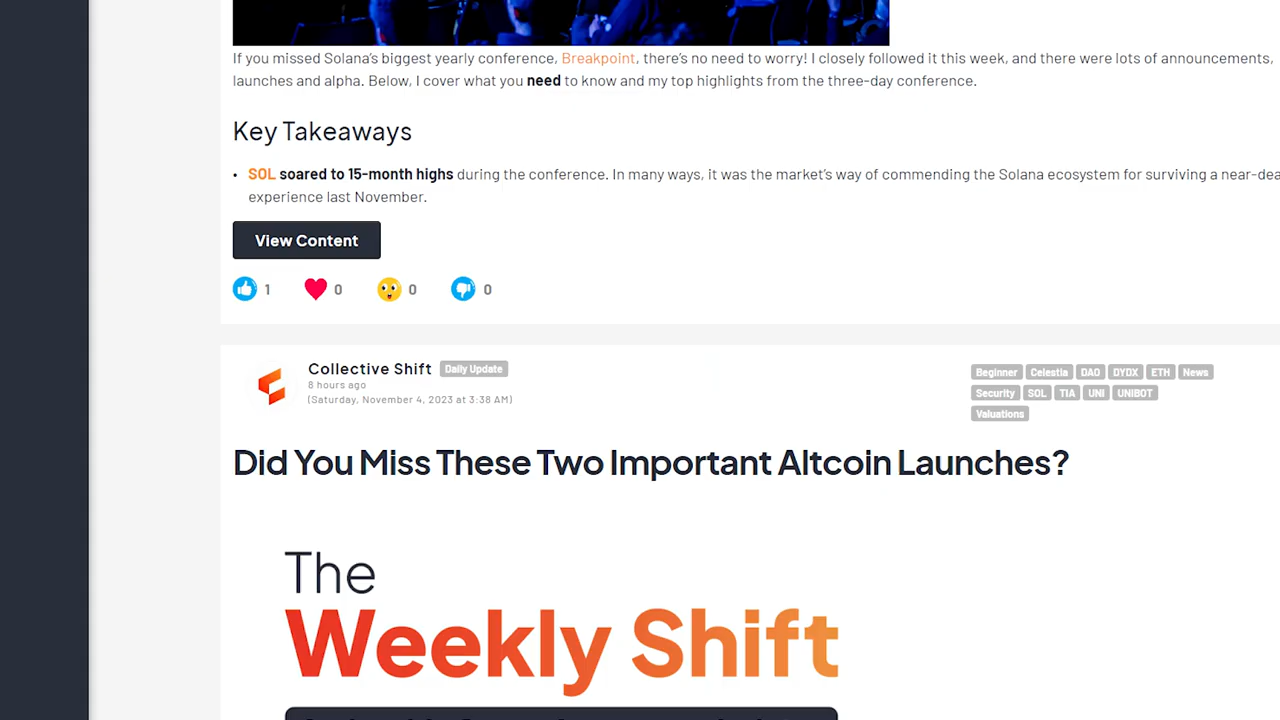 If you missed Solana's biggest yearly conference, Breakpoint, there's no need to worry! I closely followed it this week, and there were lots of announcements,
launches and alpha. Below, I cover what you need to know and my top highlights from the three-day conference.
Key Takeaways
• SOL soared to 15-month highs during the conference. In many ways, it was the market's way of commending the Solana ecosystem for surviving a
experience last November.
View Content
1 0 0 0
Collective Shift Daily Update
8 hours ago
(Saturday, November 4, 2023 at 3:38 AM)
Beginner Celestia DAO DYDX ETH News
Security SOL TIA UNI UNIBOT
Valuations
Did You Miss These Two Important Altcoin Launches?
The
Weekly Shift